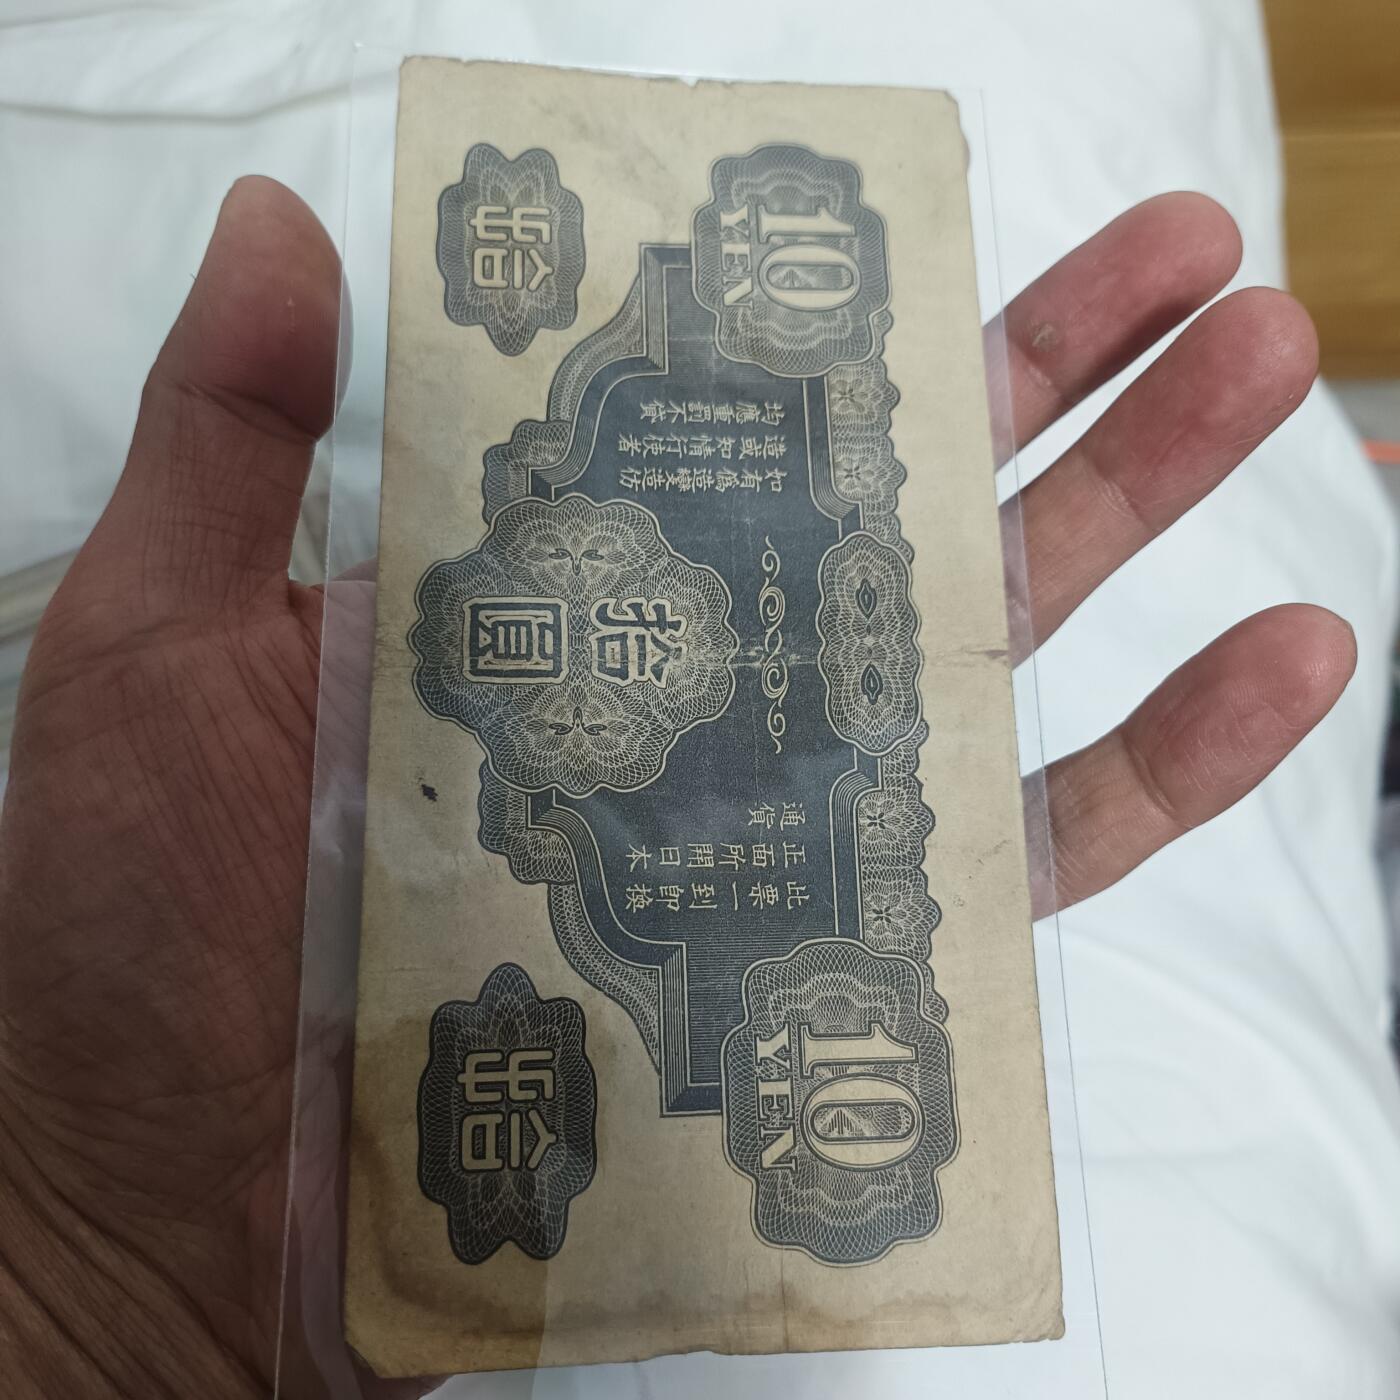 10
YEN
10
YEN
此票一到卽換
正面所開日本
通貨
如有偽造變造仿
造或知情行使者
均應重罰不貸
拾圓
拾
拾